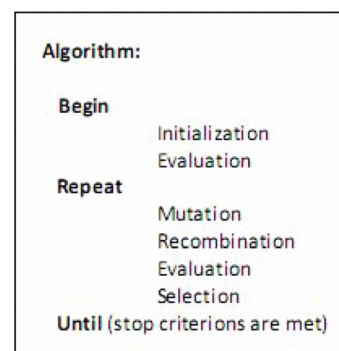 Algorithm:
Begin
Initialization
Evaluation
Repeat
Mutation
Recombination
Evaluation
Selection
Until (stop criterions are met)